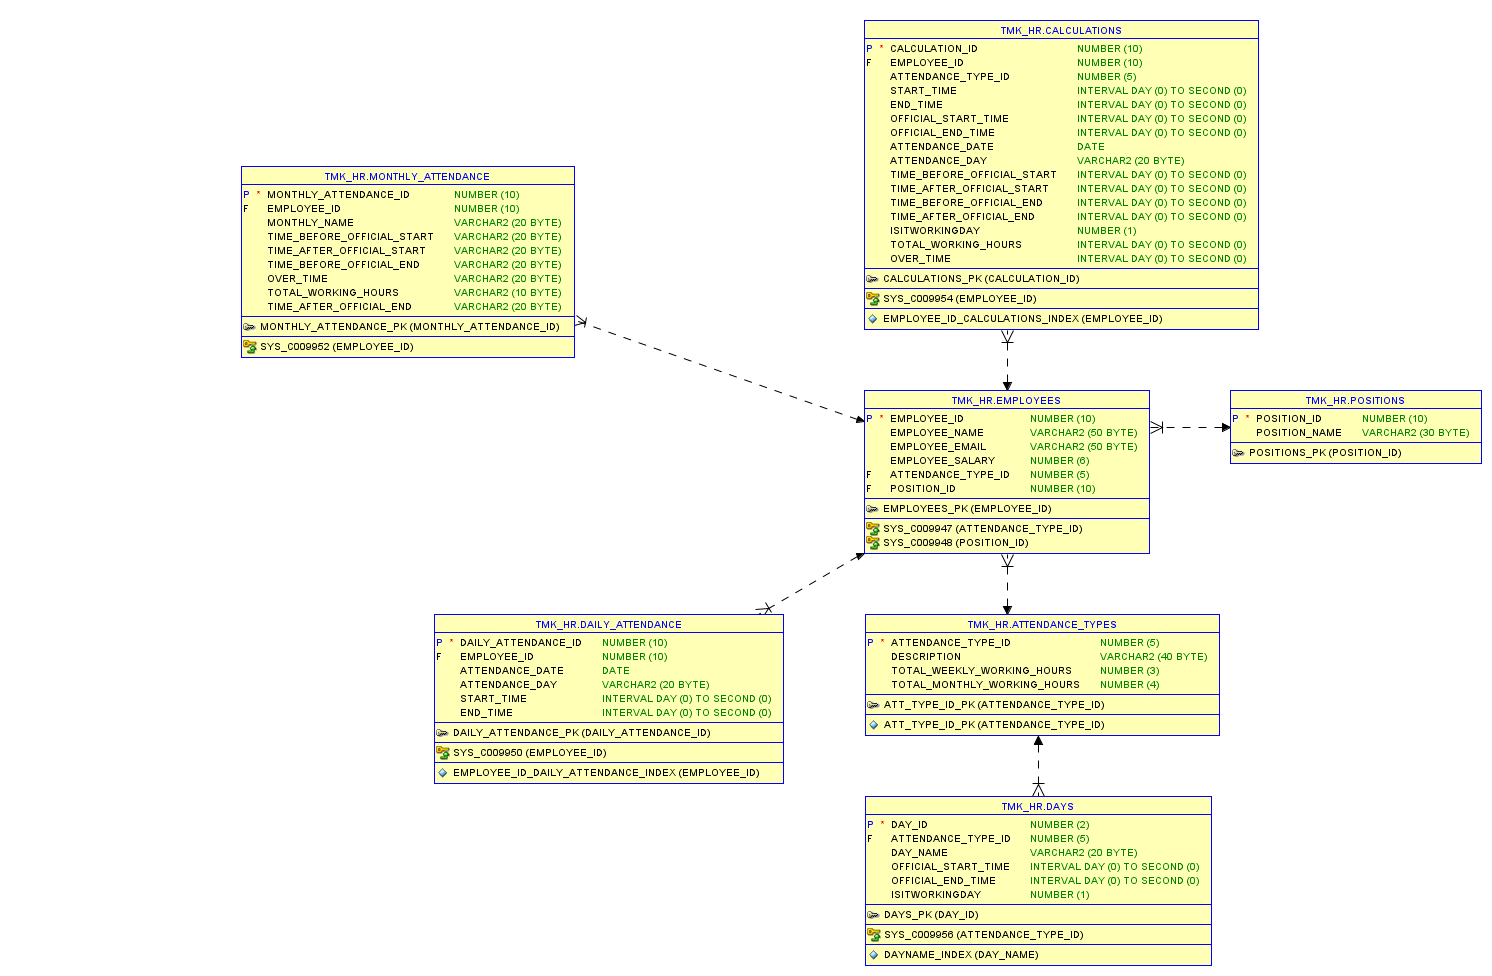 TMK_HR.CALCULATIONS
P * CALCULATION_ID NUMBER (10)
F EMPLOYEE_ID NUMBER (10)
ATTENDANCE_TYPE_ID NUMBER (5)
START_TIME INTERVAL DAY (0) TO SECOND (0)
END_TIME INTERVAL DAY (0) TO SECOND (0)
OFFICIAL_START_TIME INTERVAL DAY (0) TO SECOND (0)
OFFICIAL_END_TIME INTERVAL DAY (0) TO SECOND (0)
ATTENDANCE_DATE DATE
ATTENDANCE_DAY VARCHAR2 (20 BYTE)
TIME_BEFORE_OFFICIAL_START INTERVAL DAY (0) TO SECOND (0)
TIME_AFTER_OFFICIAL_START INTERVAL DAY (0) TO SECOND (0)
TIME_BEFORE_OFFICIAL_END INTERVAL DAY (0) TO SECOND (0)
TIME_AFTER_OFFICIAL_END INTERVAL DAY (0) TO SECOND (0)
ISITWORKINGDAY NUMBER (1)
TOTAL_WORKING_HOURS INTERVAL DAY (0) TO SECOND (0)
OVER_TIME INTERVAL DAY (0) TO SECOND (0)
CALCULATIONS_PK (CALCULATION_ID)
SYS_C009954 (EMPLOYEE_ID)
EMPLOYEE_ID_CALCULATIONS_INDEX (EMPLOYEE_ID)
TMK_HR.MONTHLY_ATTENDANCE
P * MONTHLY_ATTENDANCE_ID NUMBER (10)
F EMPLOYEE_ID NUMBER (10)
MONTHLY_NAME VARCHAR2 (20 BYTE)
TIME_BEFORE_OFFICIAL_START VARCHAR2 (20 BYTE)
TIME_AFTER_OFFICIAL_START VARCHAR2 (20 BYTE)
TIME_BEFORE_OFFICIAL_END VARCHAR2 (20 BYTE)
OVER_TIME VARCHAR2 (20 BYTE)
TOTAL_WORKING_HOURS VARCHAR2 (10 BYTE)
TIME_AFTER_OFFICIAL_END VARCHAR2 (20 BYTE)
MONTHLY_ATTENDANCE_PK (MONTHLY_ATTENDANCE_ID)
SYS_C009952 (EMPLOYEE_ID)
TMK_HR.EMPLOYEES
P * EMPLOYEE_ID NUMBER (10)
EMPLOYEE_NAME VARCHAR2 (50 BYTE)
EMPLOYEE_EMAIL VARCHAR2 (50 BYTE)
EMPLOYEE_SALARY NUMBER (6)
F ATTENDANCE_TYPE_ID NUMBER (5)
F POSITION_ID NUMBER (10)
EMPLOYEES_PK (EMPLOYEE_ID)
SYS_C009947 (ATTENDANCE_TYPE_ID)
SYS_C009948 (POSITION_ID)
TMK_HR.POSITIONS
P * POSITION_ID NUMBER (10)
POSITION_NAME VARCHAR2 (30 BYTE)
POSITIONS_PK (POSITION_ID)
TMK_HR.DAILY_ATTENDANCE
P * DAILY_ATTENDANCE_ID NUMBER (10)
F EMPLOYEE_ID NUMBER (10)
ATTENDANCE_DATE DATE
ATTENDANCE_DAY VARCHAR2 (20 BYTE)
START_TIME INTERVAL DAY (0) TO SECOND (0)
END_TIME INTERVAL DAY (0) TO SECOND (0)
DAILY_ATTENDANCE_PK (DAILY_ATTENDANCE_ID)
SYS_C009950 (EMPLOYEE_ID)
EMPLOYEE_ID_DAILY_ATTENDANCE_INDEX (EMPLOYEE_ID)
TMK_HR.ATTENDANCE_TYPES
P * ATTENDANCE_TYPE_ID NUMBER (5)
DESCRIPTION VARCHAR2 (40 BYTE)
TOTAL_WEEKLY_WORKING_HOURS NUMBER (3)
TOTAL_MONTHLY_WORKING_HOURS NUMBER (4)
ATT_TYPE_ID_PK (ATTENDANCE_TYPE_ID)
ATT_TYPE_ID_PK (ATTENDANCE_TYPE_ID)
TMK_HR.DAYS
P * DAY_ID NUMBER (2)
F ATTENDANCE_TYPE_ID NUMBER (5)
DAY_NAME VARCHAR2 (20 BYTE)
OFFICIAL_START_TIME INTERVAL DAY (0) TO SECOND (0)
OFFICIAL_END_TIME INTERVAL DAY (0) TO SECOND (0)
ISITWORKINGDAY NUMBER (1)
DAYS_PK (DAY_ID)
SYS_C009956 (ATTENDANCE_TYPE_ID)
DAYNAME_INDEX (DAY_NAME)